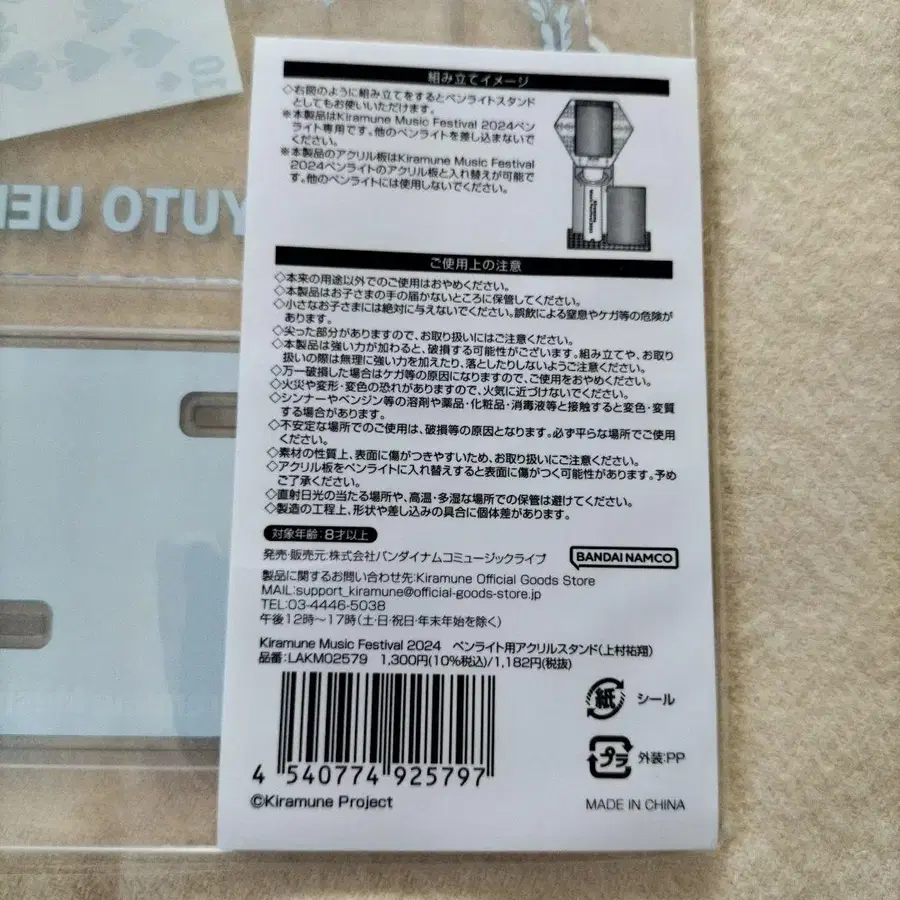 10
YUTO UE
組み立てイメージ
◇右図のように組み立てをするとペンライトスタンド
としてもお使いいただけます。
※本製品はKiramune Music Festival 2024ペン
ライト専用です。他のペンライトを差し込まないで
ください。
※本製品のアクリル板はKiramune Music Festival
2024ペンライトのアクリル板と入れ替えが可能で
す。他のペンライトには使用しないでください。
ご使用上の注意
◇本来の用途以外でのご使用はおやめください。
◇本製品はお子さまの手の届かないところに保管してください。
◇小さなお子さまには絶対に与えないでください。誤飲による窒息やケガ等の危険が
あります。
◇尖った部分がありますので、お取り扱いにはご注意ください。
◇本製品は強い力が加わると、破損する可能性がございます。組み立てや、お取り
扱いの際は無理に強い力を加えたり、落としたりしないようご注意ください。
◇万一破損した場合はケガ等の原因になりますので、ご使用をおやめください。
◇火災や変形・変色の恐れがありますので、火気に近づけないでください。
◇シンナーやベンジン等の溶剤や薬品・化粧品・消毒液等と接触すると変色・変質
する場合があります。
◇不安定な場所でのご使用は、破損等の原因となります。必ず平らな場所でご使用
ください。
◇素材の性質上、表面に傷がつきやすいため、お取り扱いにご注意ください。
◇アクリル板をペンライトに入れ替えすると表面に傷がつく可能性があります。予め
ご了承ください。
◇直射日光の当たる場所や、高温・多湿な場所での保管は避けてください。
◇製造の工程上、形状や差し込みの具合に個体差があります。
対象年齢:8才以上
発売・販売元:株式会社バンダイナムコミュージックライブ
BANDAI NAMCO
製品に関するお問い合わせ先:Kiramune Official Goods Store
MAIL:support_kiramune@official-goods-store.jp
TEL:03-4446-5038
午後12時~17時(土・日・祝日・年末年始を除く)
Kiramune Music Festival 2024 ペンライト用アクリルスタンド(上村祐翔)
品番:LAKM02579 1,300円(10%税込)/1,182円(税抜)
紙 シール
プラ 外装:PP
4 540774 925797
©Kiramune Project
MADE IN CHINA